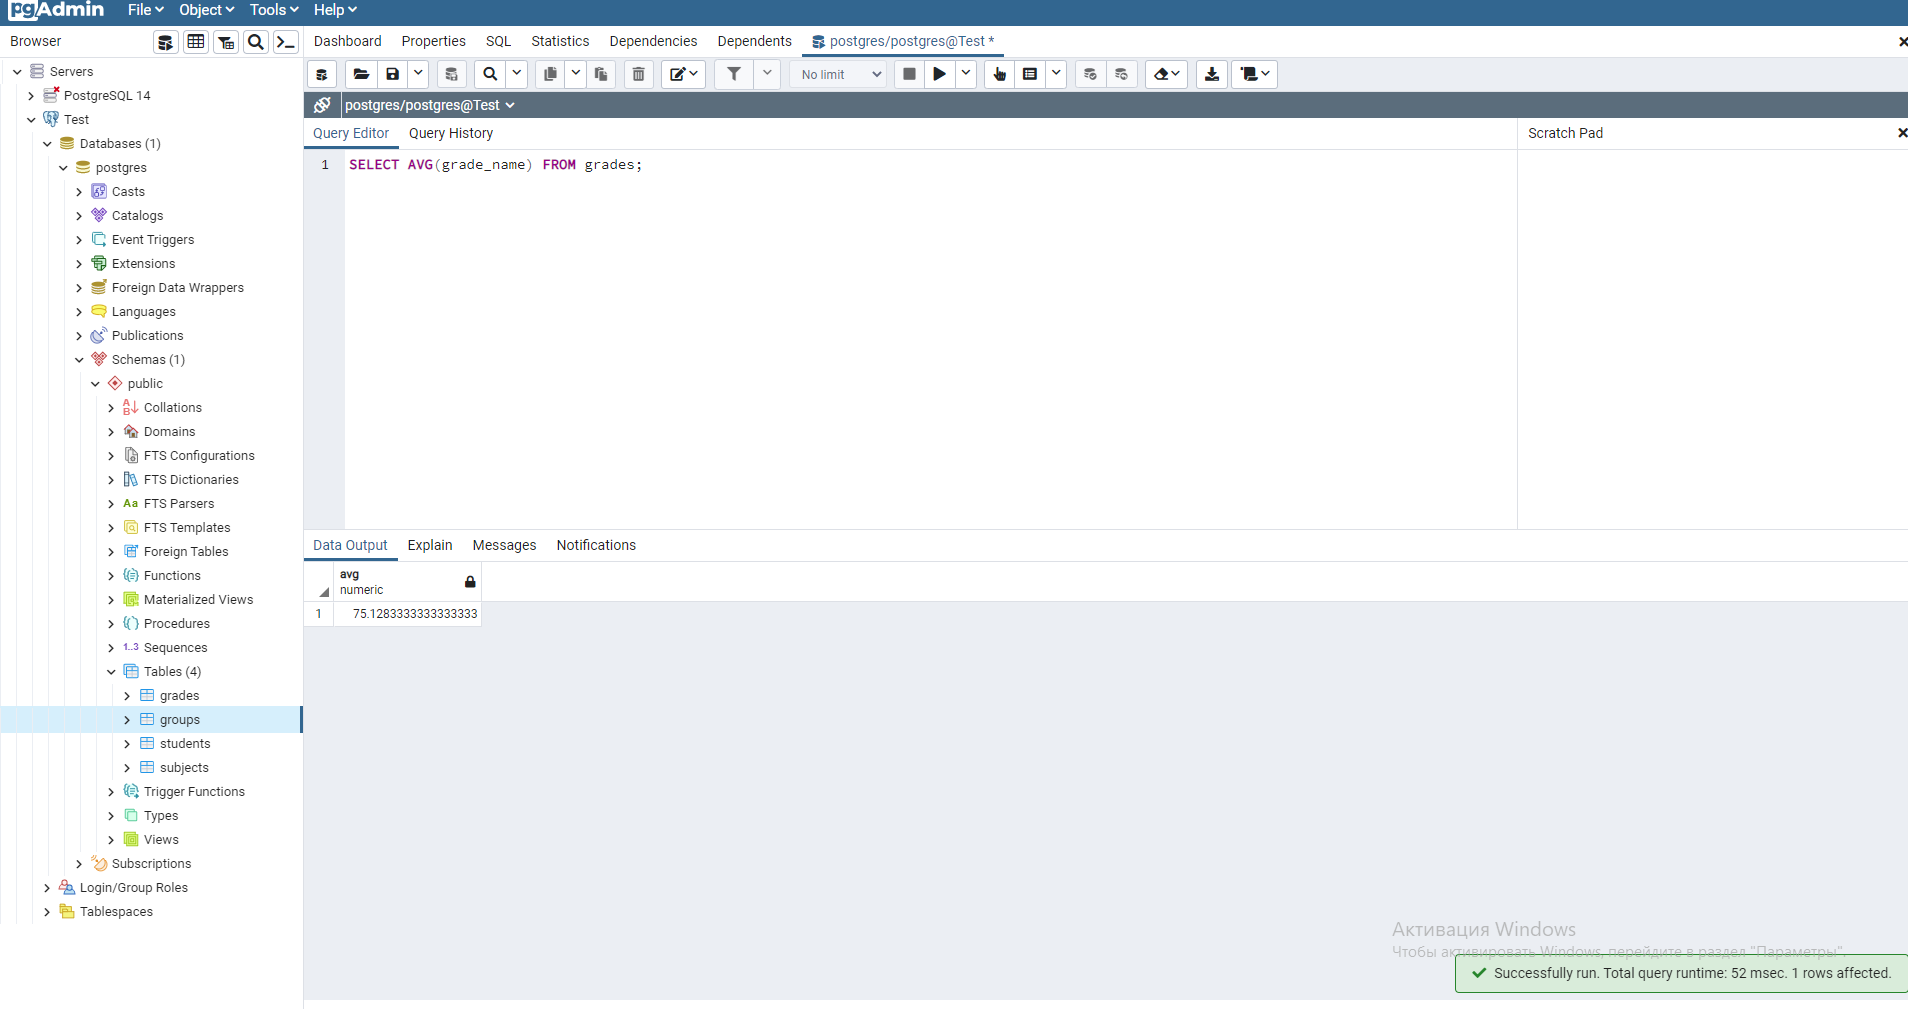 pgAdmin File Object Tools Help
Browser
Dashboard Properties SQL Statistics Dependencies Dependents postgres/postgres@Test *
No limit
postgres/postgres@Test
Query Editor Query History
Scratch Pad
1 SELECT AVG(grade_name) FROM grades;
Servers
PostgreSQL 14
Test
Databases (1)
postgres
Casts
Catalogs
Event Triggers
Extensions
Foreign Data Wrappers
Languages
Publications
Schemas (1)
public
Collations
Domains
FTS Configurations
FTS Dictionaries
Aa FTS Parsers
FTS Templates
Foreign Tables
Functions
Materialized Views
Procedures
1..3 Sequences
Tables (4)
grades
groups
students
subjects
Trigger Functions
Types
Views
Subscriptions
Login/Group Roles
Tablespaces
Data Output Explain Messages Notifications
avg
numeric
1 75.1283333333333333
Активация Windows
Чтобы активировать Windows, перейдите в раздел "Параметры".
Successfully run. Total query runtime: 52 msec. 1 rows affected.